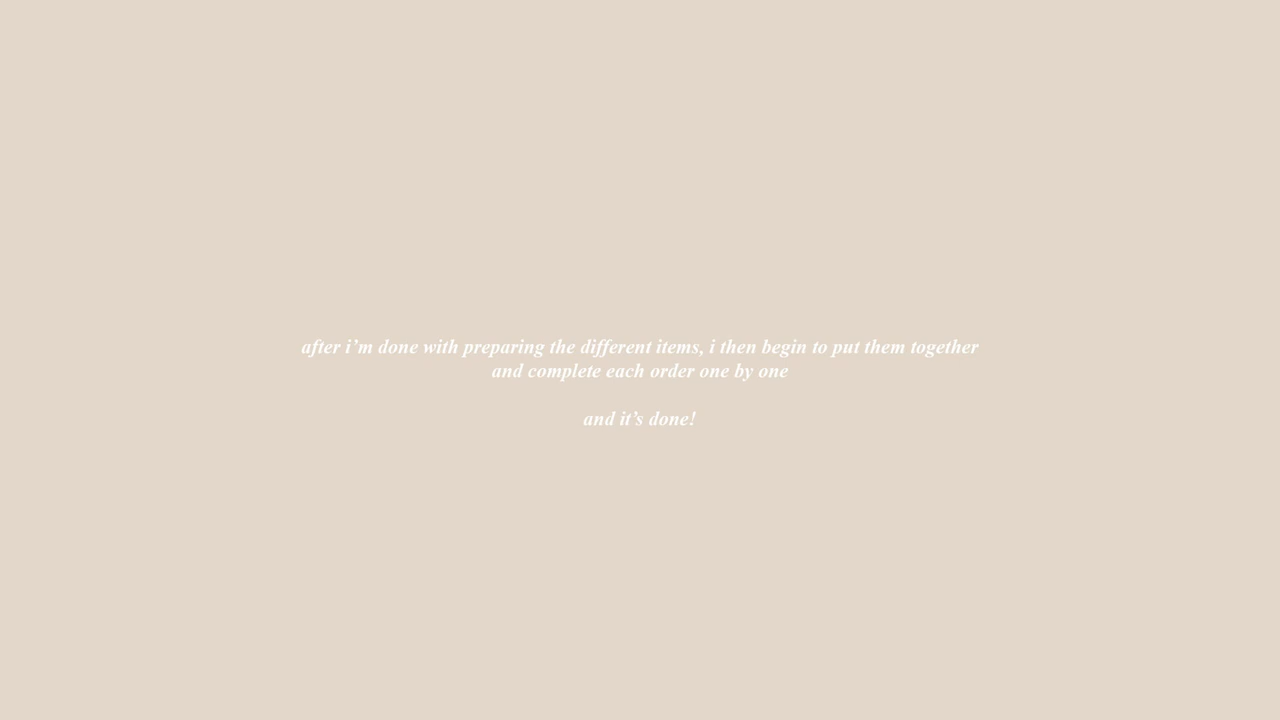 after i’m done with preparing the different items, i then begin to put them together
and complete each order one by one
and it’s done!